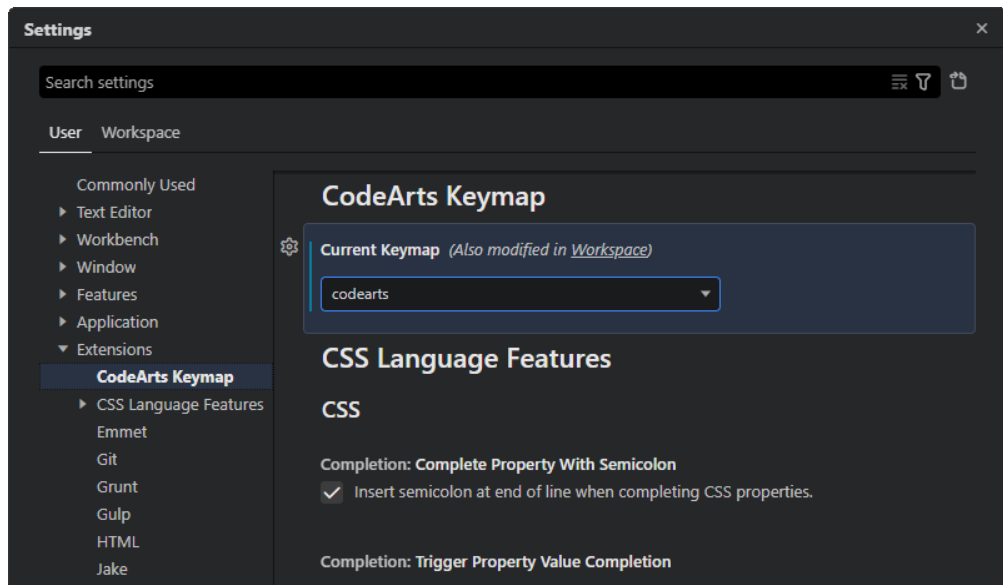 Settings
Search settings
User Workspace
Commonly Used
Text Editor
Workbench
Window
Features
Application
Extensions
CodeArts Keymap
CSS Language Features
Emmet
Git
Grunt
Gulp
HTML
Jake
CodeArts Keymap
Current Keymap (Also modified in Workspace)
codearts
CSS Language Features
CSS
Completion: Complete Property With Semicolon
Insert semicolon at end of line when completing CSS properties.
Completion: Trigger Property Value Completion